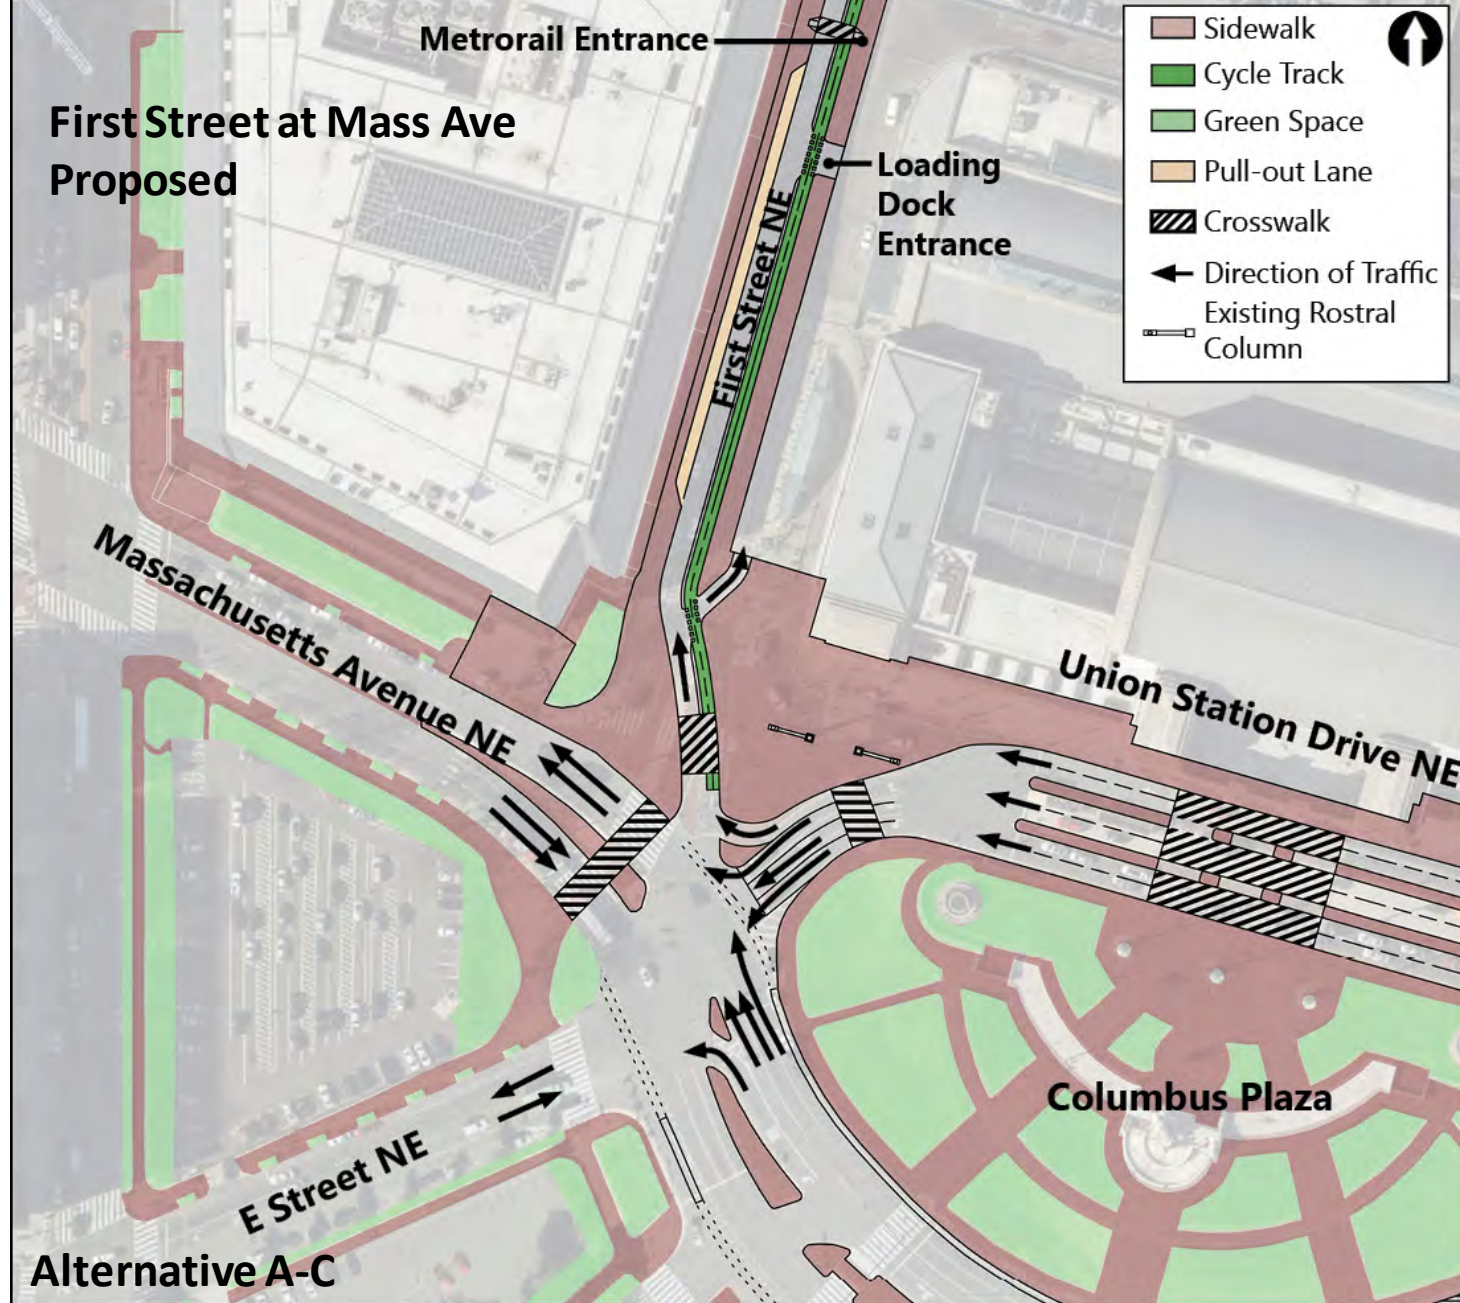 Metrorail Entrance
First Street at Mass Ave
Proposed
Loading
Dock
Entrance
First Street NE
Sidewalk
Cycle Track
Green Space
Pull-out Lane
Crosswalk
Direction of Traffic
Existing Rostral
Column
Massachusetts Avenue NE
Union Station Drive NE
Columbus Plaza
E Street NE
Alternative A-C